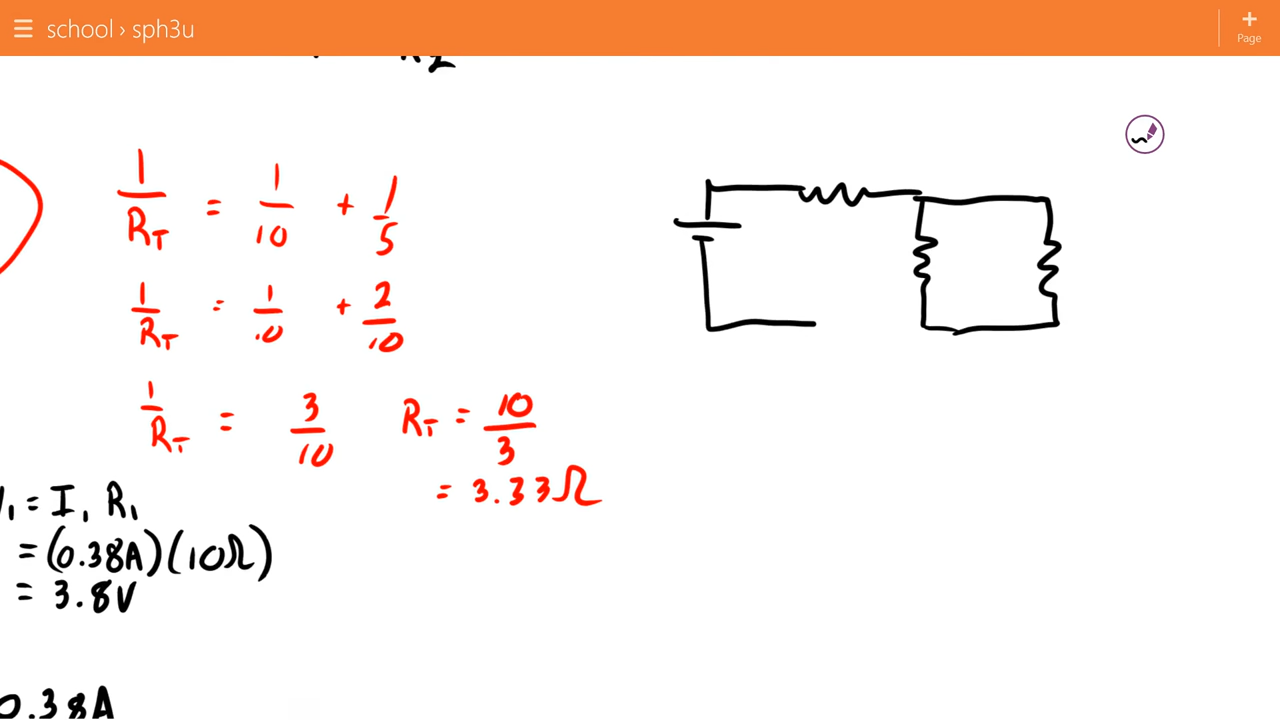 school › sph3u
Page
1/R_T = 1/10 + 1/5
1/R_T = 1/10 + 2/10
1/R_T = 3/10 R_T = 10/3
= 3.33Ω
= I₁ R₁
= (0.38A)(10Ω)
= 3.8V
0.38A